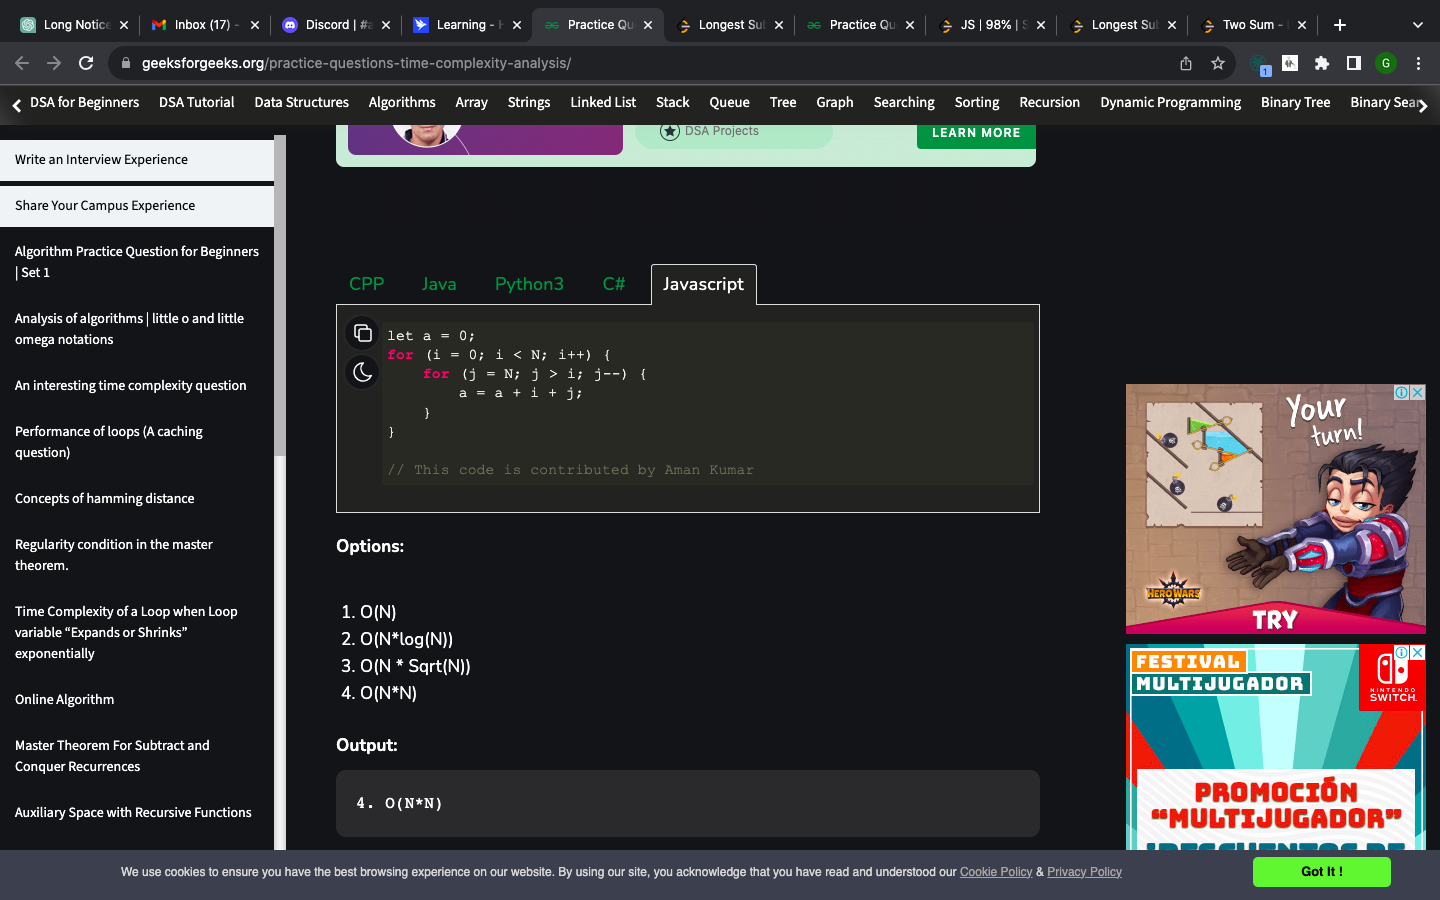 Long Notice
Inbox (17) -
Discord | #a
Learning - H
Practice Qu
Longest Sub
Practice Qu
JS | 98% | S
Longest Sub
Two Sum -
geeksforgeeks.org/practice-questions-time-complexity-analysis/
1
G
DSA for Beginners
DSA Tutorial
Data Structures
Algorithms
Array
Strings
Linked List
Stack
Queue
Tree
Graph
Searching
Sorting
Recursion
Dynamic Programming
Binary Tree
Binary Sear
Write an Interview Experience
Share Your Campus Experience
Algorithm Practice Question for Beginners
| Set 1
Analysis of algorithms | little o and little
omega notations
An interesting time complexity question
Performance of loops (A caching
question)
Concepts of hamming distance
Regularity condition in the master
theorem.
Time Complexity of a Loop when Loop
variable “Expands or Shrinks”
exponentially
Online Algorithm
Master Theorem For Subtract and
Conquer Recurrences
Auxiliary Space with Recursive Functions
DSA Projects
LEARN MORE
CPP
Java
Python3
C#
Javascript
let a = 0;
for (i = 0; i < N; i++) {
    for (j = N; j > i; j--) {
        a = a + i + j;
    }
}
// This code is contributed by Aman Kumar
Options:
1. O(N)
2. O(N*log(N))
3. O(N * Sqrt(N))
4. O(N*N)
Output:
4. O(N*N)
Your
turn!
HERO WARS
TRY
FESTIVAL
MULTIJUGADOR
NINTENDO
SWITCH
PROMOCIÓN
“MULTIJUGADOR”
We use cookies to ensure you have the best browsing experience on our website. By using our site, you acknowledge that you have read and understood our Cookie Policy & Privacy Policy
Got It !